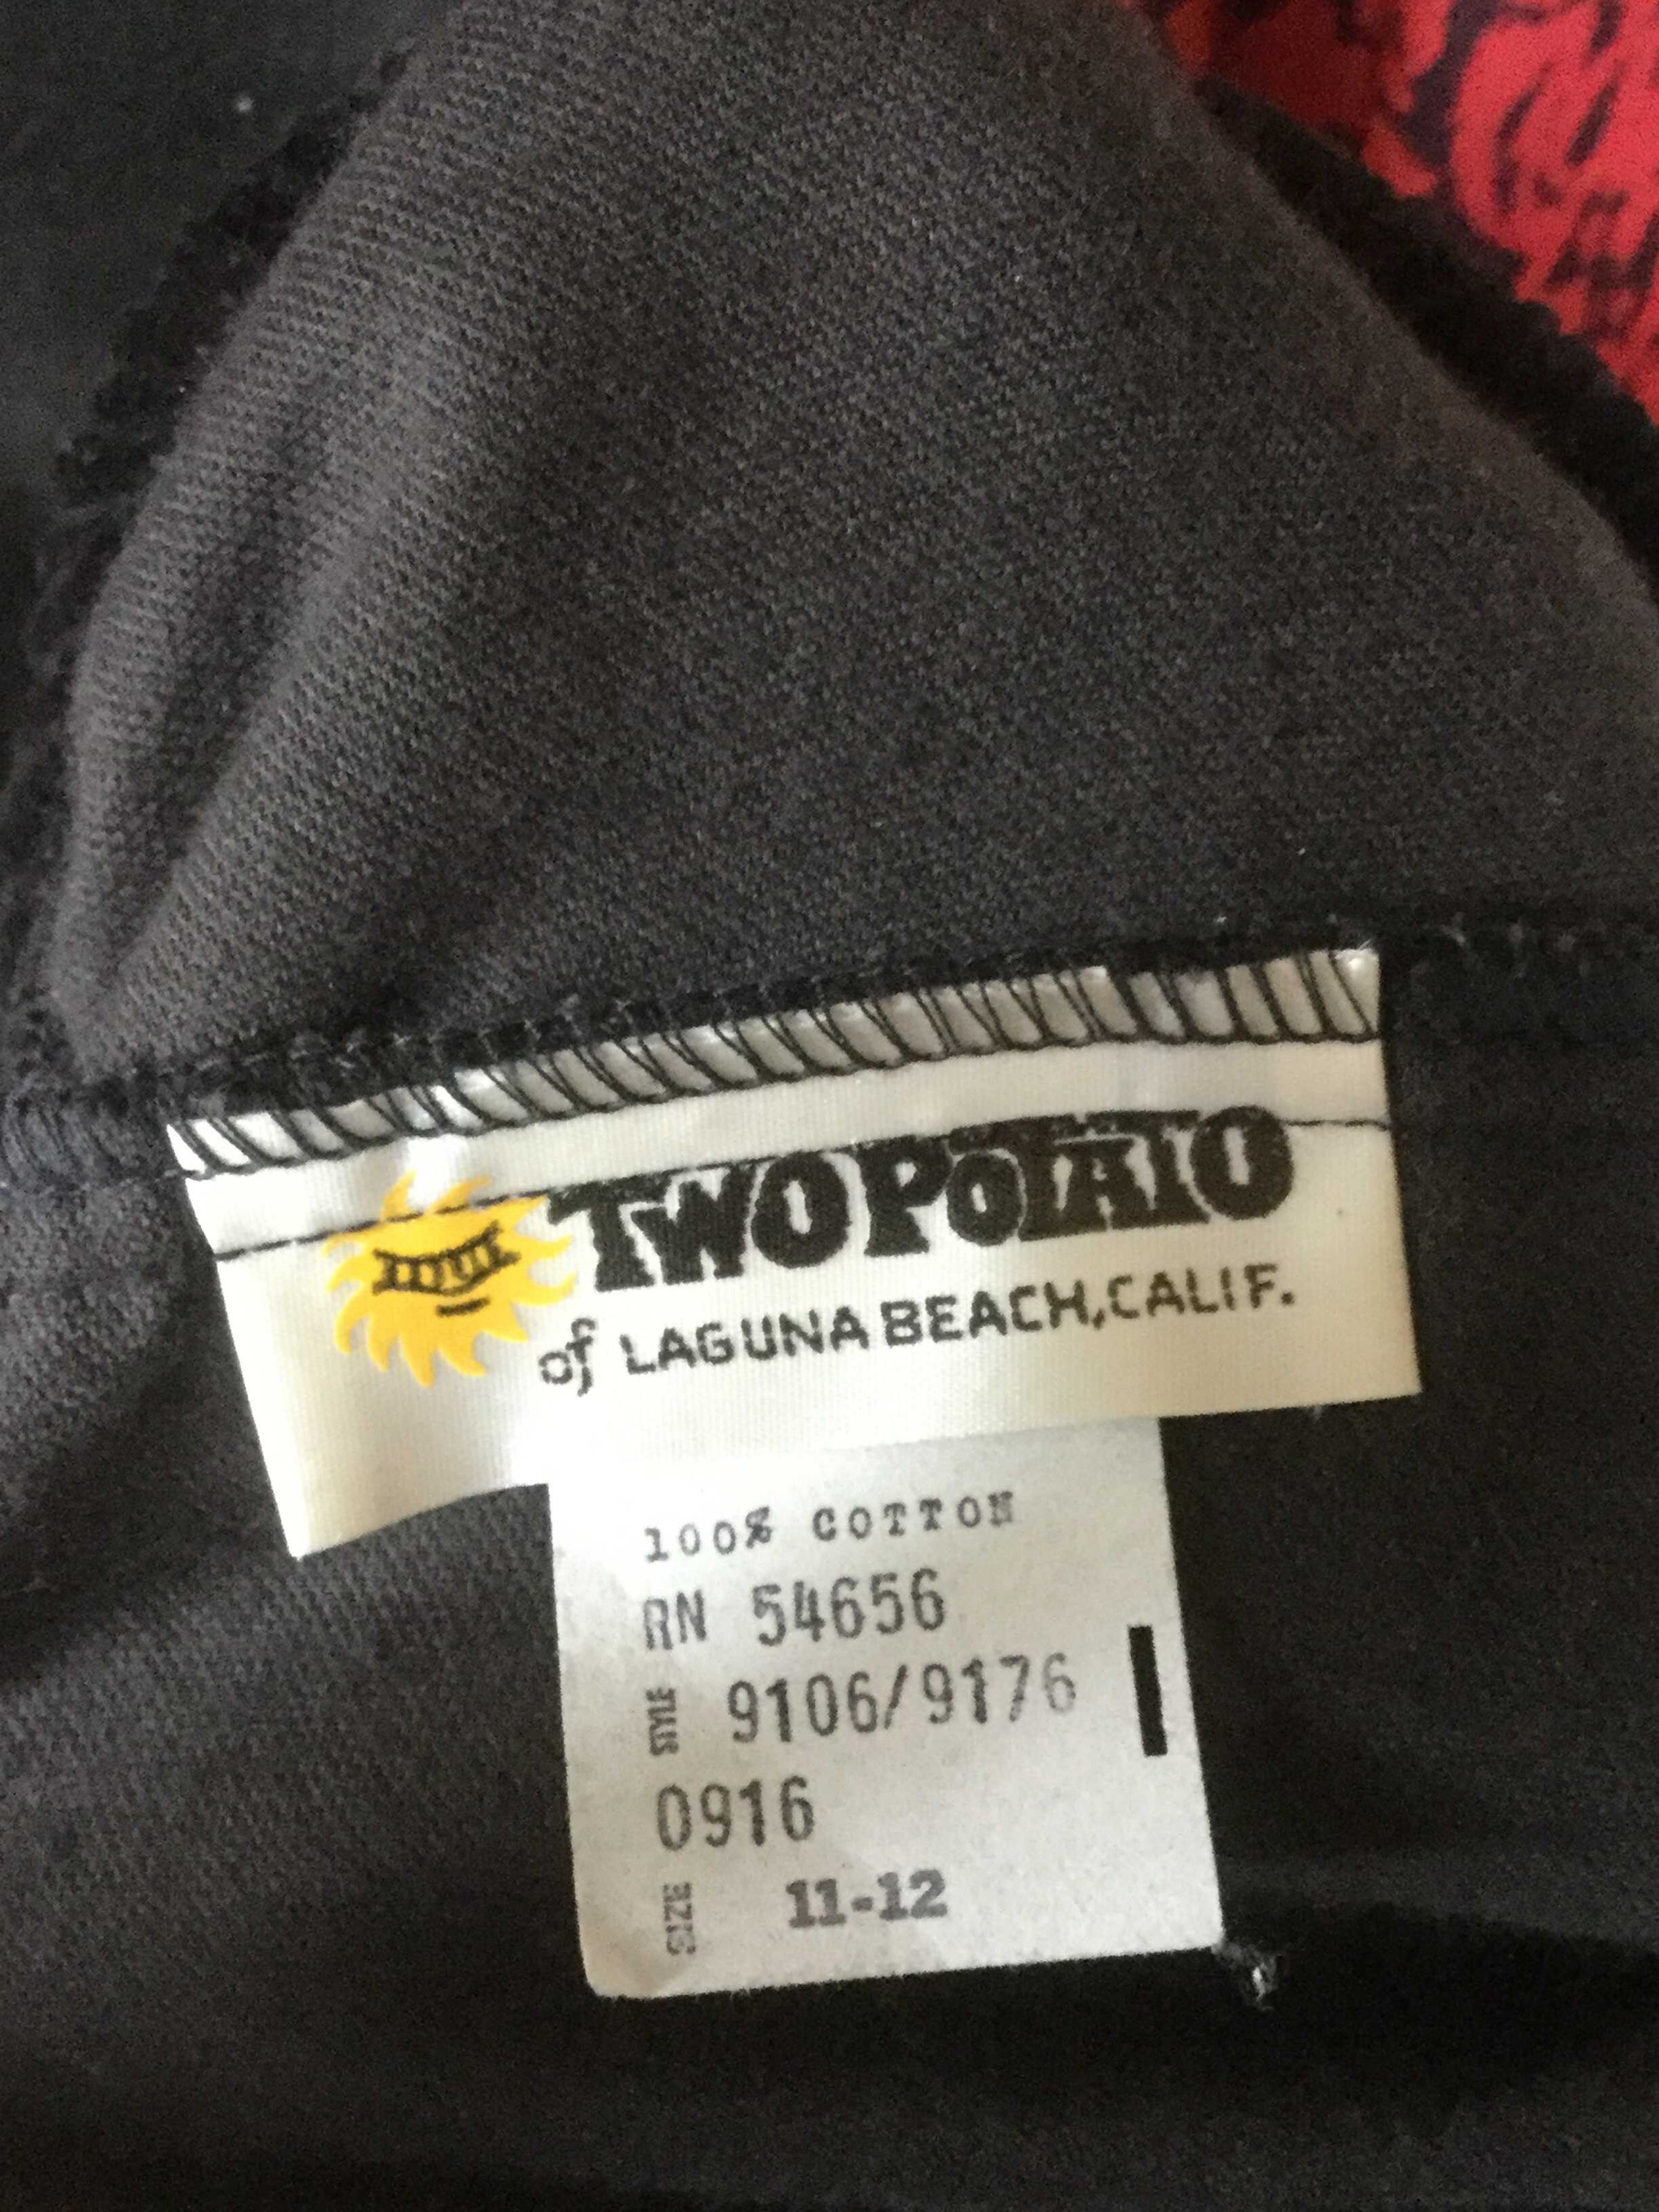 TWO POTATO
of LAGUNA BEACH, CALIF.
100% COTTON
RN 54656
STYLE 9106/9176
0916
SIZE 11-12